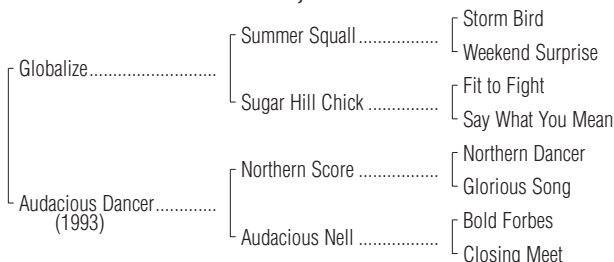 Storm Bird
Summer Squall..................
Weekend Surprise
Globalize.........................
Fit to Fight
Sugar Hill Chick ................
Say What You Mean
Northern Dancer
Northern Score ..................
Glorious Song
Audacious Dancer.............
(1993)
Bold Forbes
Audacious Nell ..................
Closing Meet